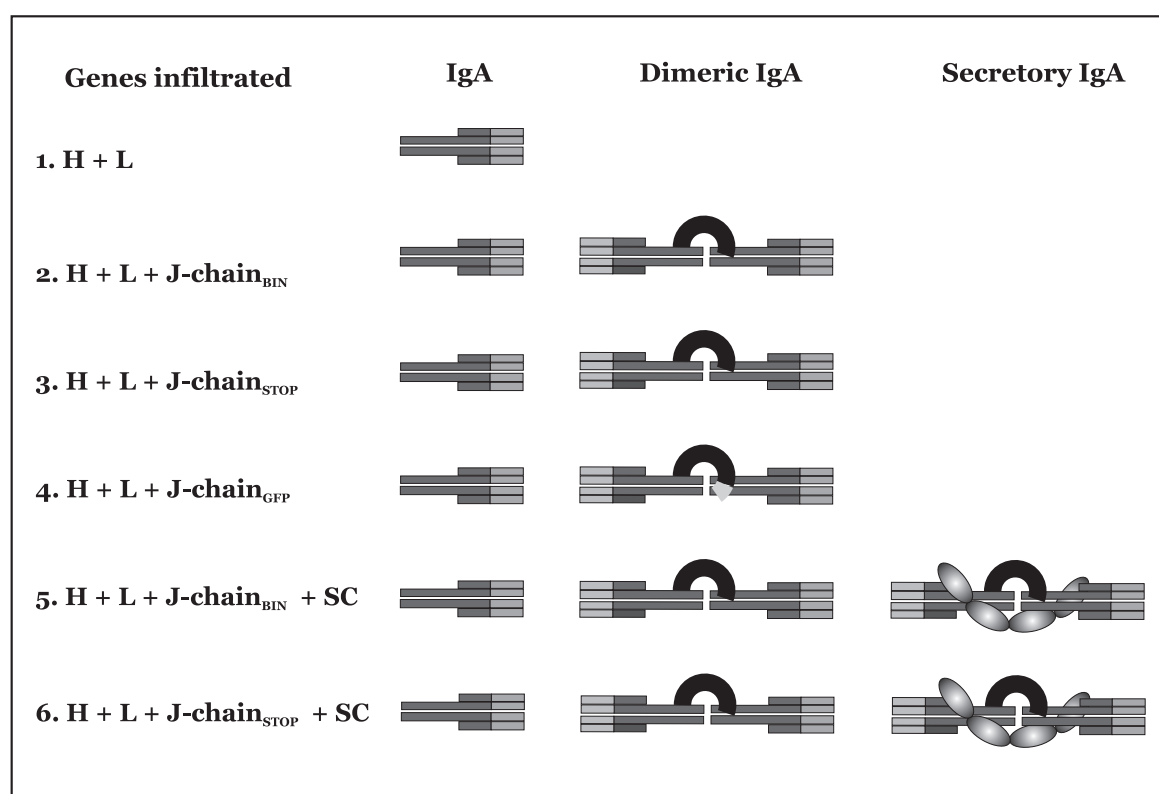 Genes infiltrated IgA Dimeric IgA Secretory IgA
1. H + L
2. H + L + J-chainBIN
3. H + L + J-chainSTOP
4. H + L + J-chainGFP
5. H + L + J-chainBIN + SC
6. H + L + J-chainSTOP + SC